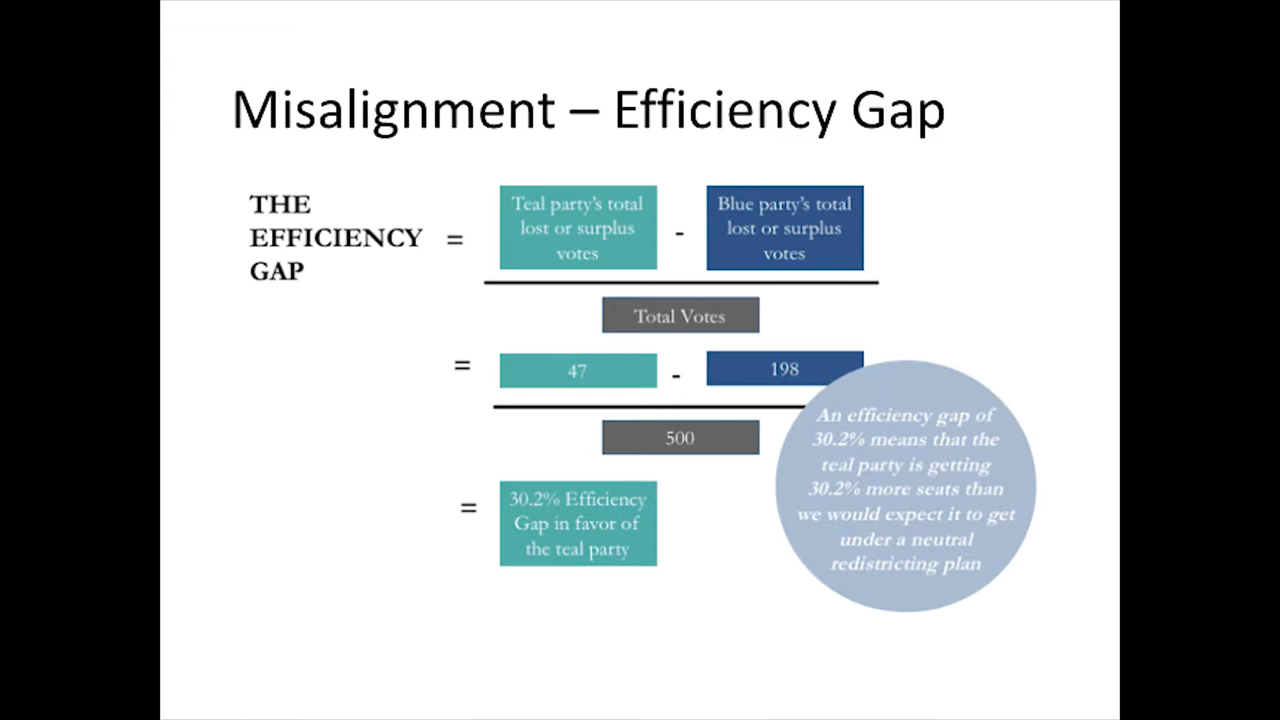 Misalignment – Efficiency Gap
THE
EFFICIENCY
GAP
=
Teal party's total
lost or surplus
votes
-
Blue party's total
lost or surplus
votes
Total Votes
=
47
-
198
500
=
30.2% Efficiency
Gap in favor of
the teal party
An efficiency gap of
30.2% means that the
teal party is getting
30.2% more seats than
we would expect it to get
under a neutral
redistricting plan